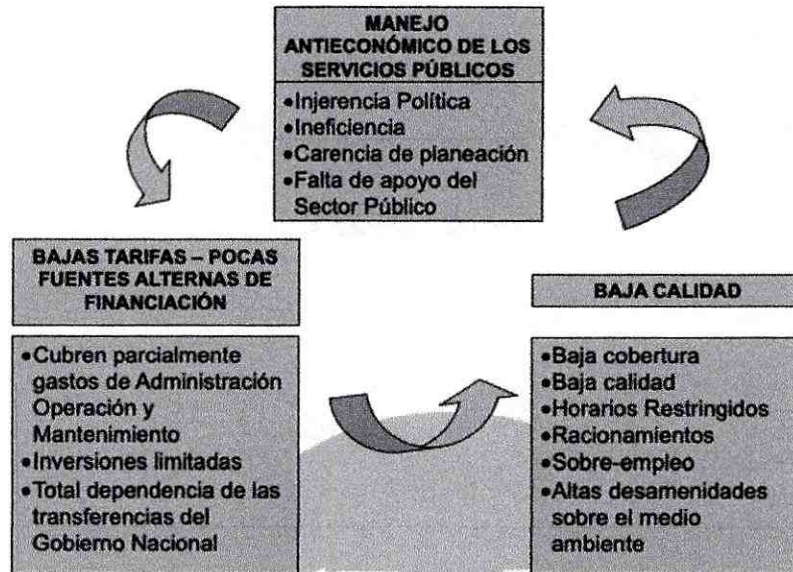 MANEJO
ANTIECONÓMICO DE LOS
SERVICIOS PÚBLICOS
•Injerencia Política
•Ineficiencia
•Carencia de planeación
•Falta de apoyo del
Sector Público
BAJAS TARIFAS – POCAS
FUENTES ALTERNAS DE
FINANCIACIÓN
•Cubren parcialmente
gastos de Administración
Operación y
Mantenimiento
•Inversiones limitadas
•Total dependencia de las
transferencias del
Gobierno Nacional
BAJA CALIDAD
•Baja cobertura
•Baja calidad
•Horarios Restringidos
•Racionamientos
•Sobre-empleo
•Altas desamenidades
sobre el medio
ambiente